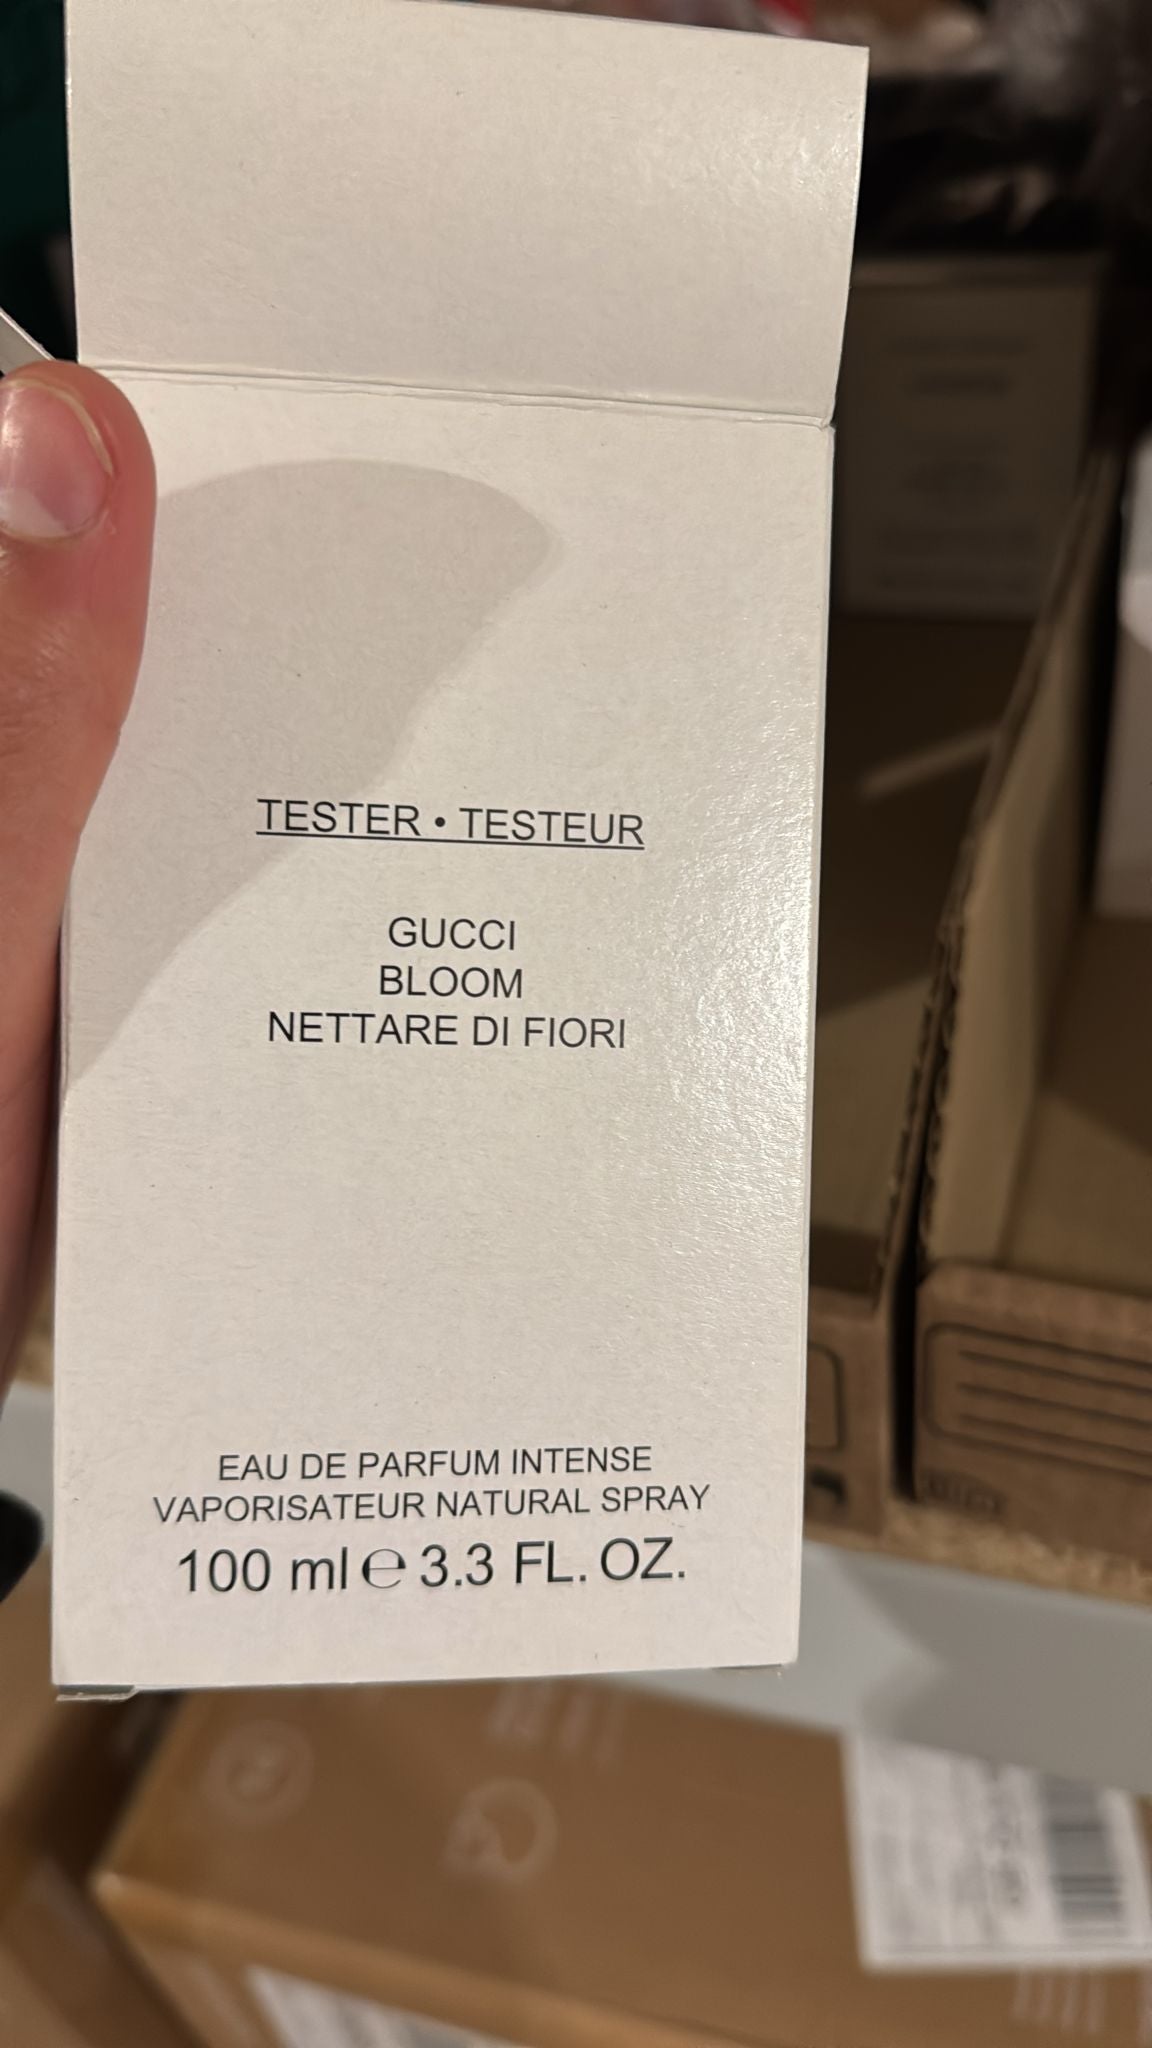 TESTER • TESTEUR
GUCCI
BLOOM
NETTARE DI FIORI
EAU DE PARFUM INTENSE
VAPORISATEUR NATURAL SPRAY
100 ml ℮ 3.3 FL. OZ.